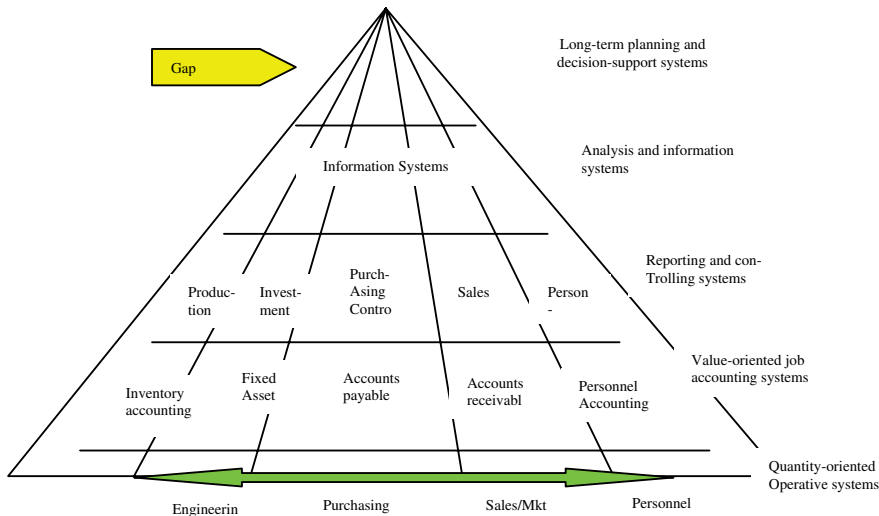 Long-term planning and
decision-support systems
Gap
Analysis and information
systems
Information Systems
Reporting and con-
Trolling systems
Purch-
Asing
Contro
Produc-
tion
Invest-
ment
Sales
Person
-
Value-oriented job
accounting systems
Inventory
accounting
Fixed
Asset
Accounts
payable
Accounts
receivabl
Personnel
Accounting
Quantity-oriented
Operative systems
Engineerin
Purchasing
Sales/Mkt
Personnel